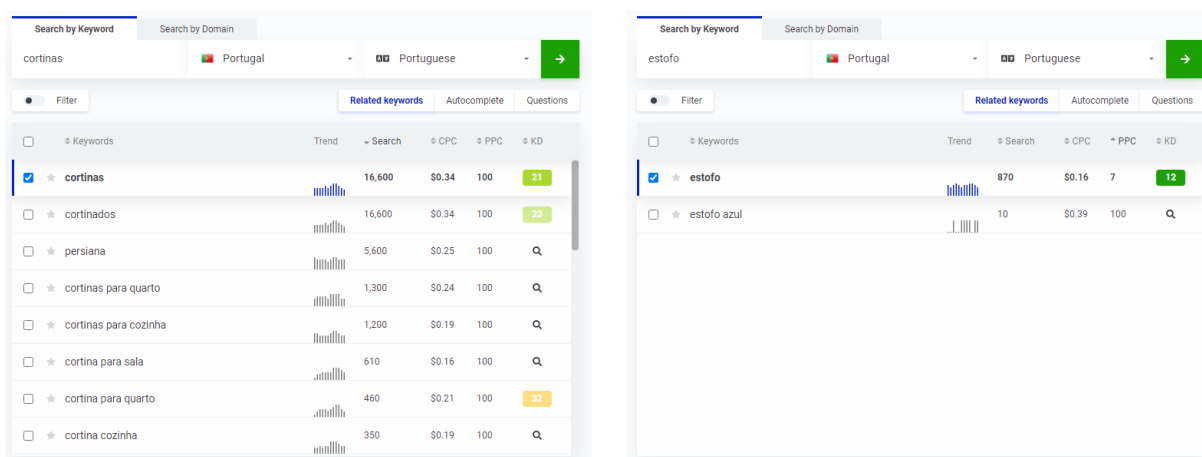 Search by Keyword Search by Domain
cortinas Portugal Portuguese
Filter Related keywords Autocomplete Questions
Keywords Trend Search CPC PPC KD
cortinas 16,600 $0.34 100 21
cortinados 16,600 $0.34 100 23
persiana 5,600 $0.25 100
cortinas para quarto 1,300 $0.24 100
cortinas para cozinha 1,200 $0.19 100
cortina para sala 610 $0.16 100
cortina para quarto 460 $0.21 100 32
cortina cozinha 350 $0.19 100
Search by Keyword Search by Domain
estofo Portugal Portuguese
Filter Related keywords Autocomplete Questions
Keywords Trend Search CPC PPC KD
estofo 870 $0.16 7 12
estofo azul 10 $0.39 100